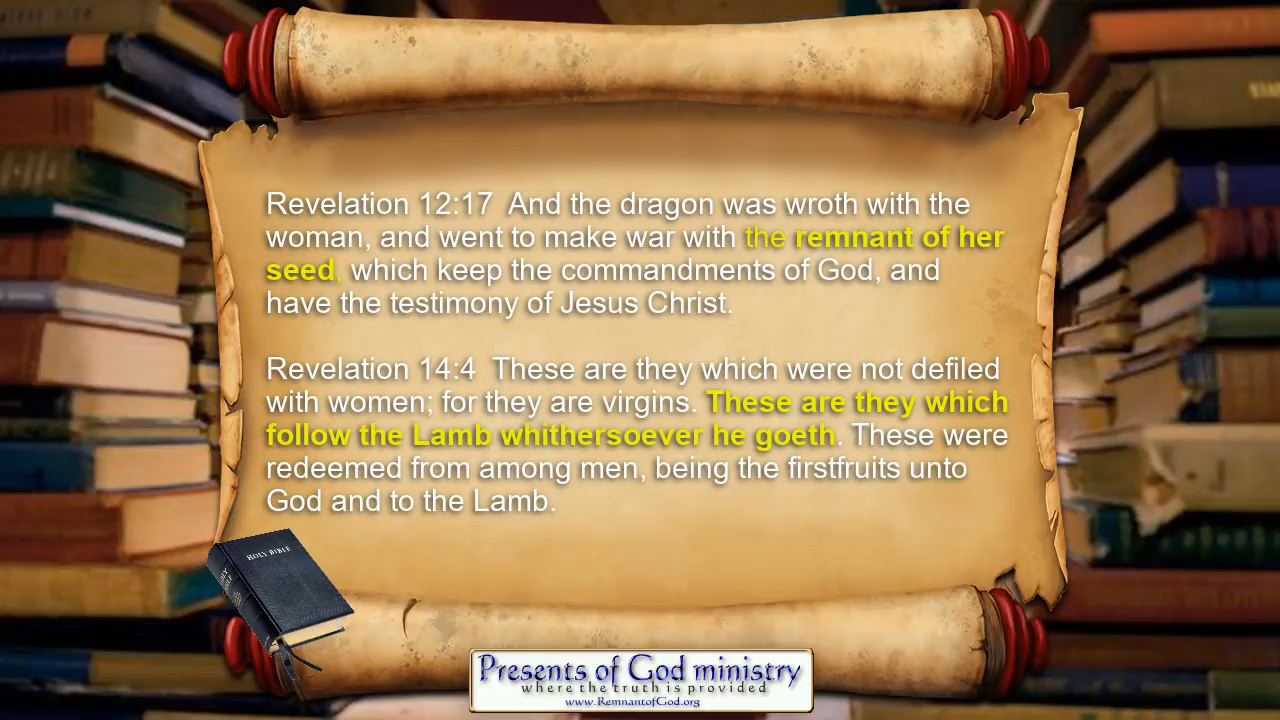 Revelation 12:17  And the dragon was wroth with the
woman, and went to make war with the remnant of her
seed, which keep the commandments of God, and
have the testimony of Jesus Christ.
Revelation 14:4  These are they which were not defiled
with women; for they are virgins. These are they which
follow the Lamb whithersoever he goeth. These were
redeemed from among men, being the firstfruits unto
God and to the Lamb.
HOLY BIBLE
Presents of God ministry
where the truth is provided
www.RemnantofGod.org